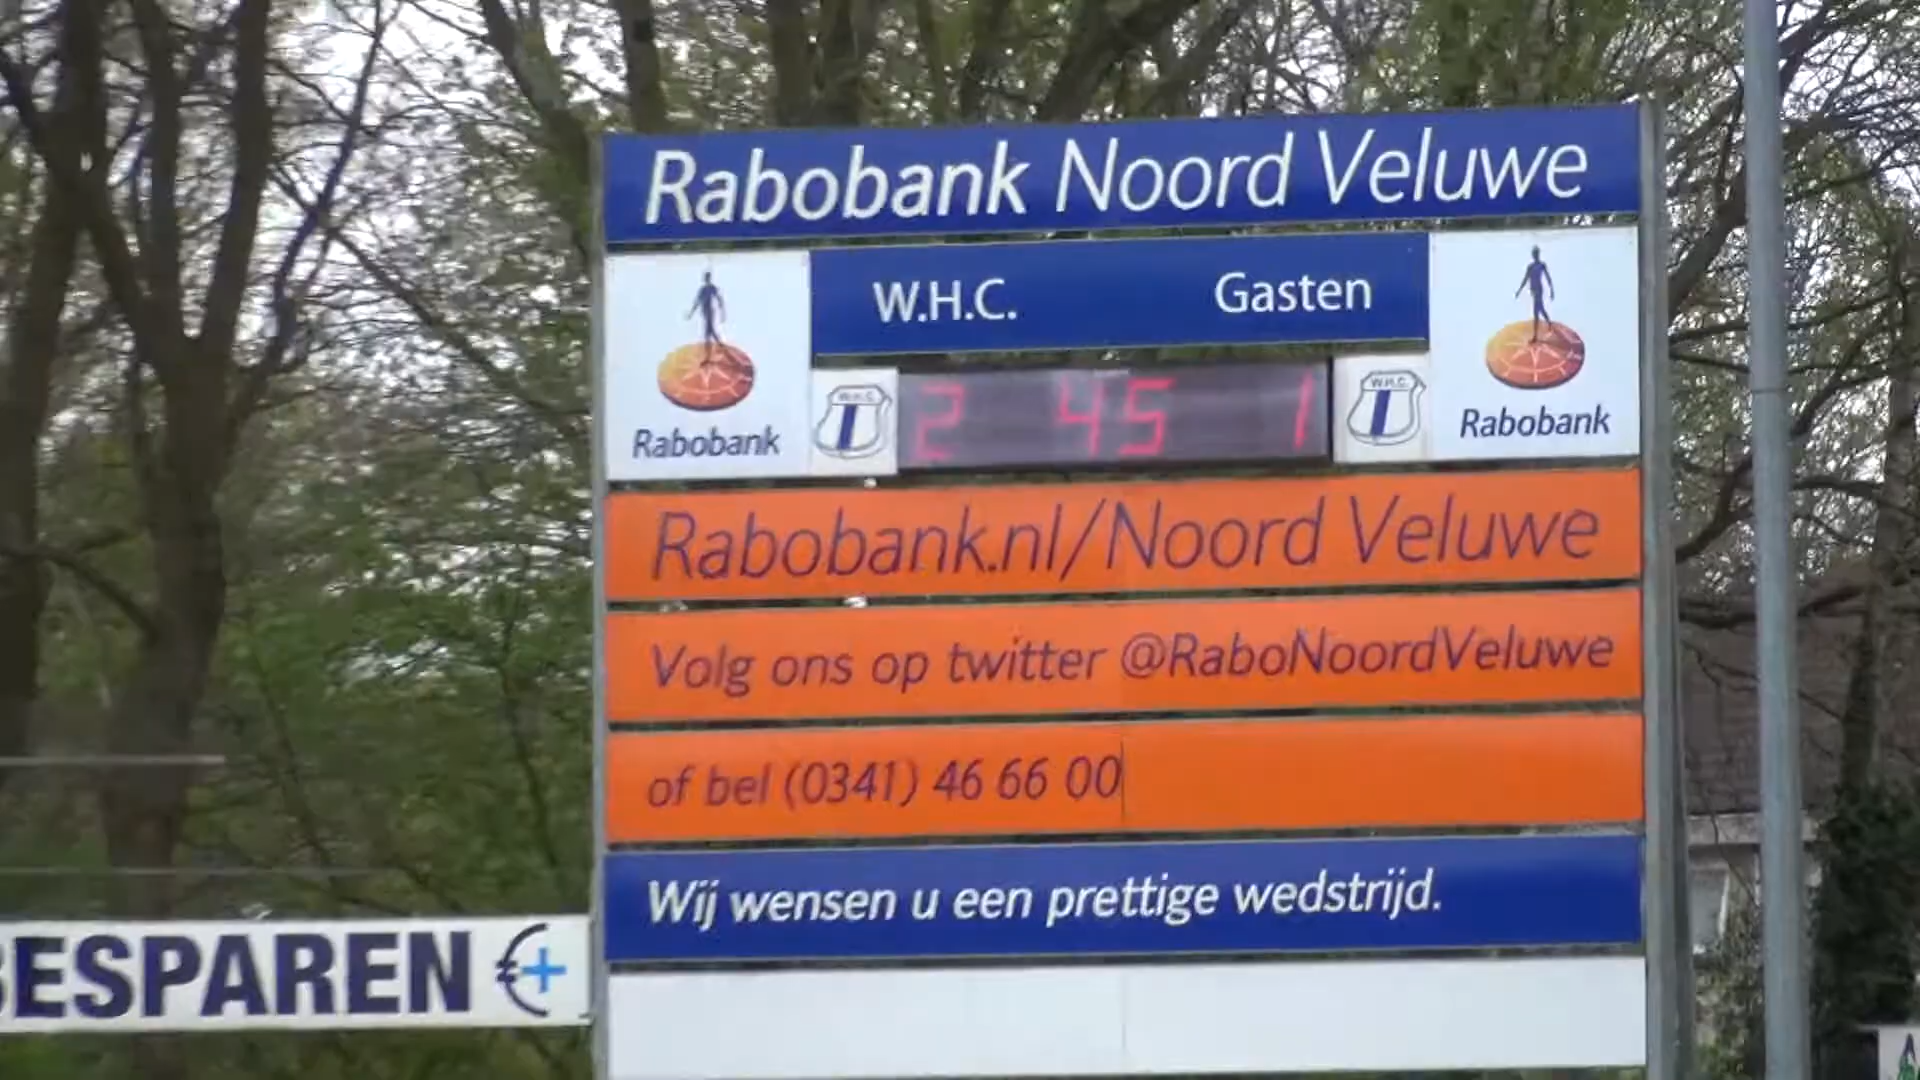 Rabobank Noord Veluwe
W.H.C. Gasten
W.H.C. 2 45 1 W.H.C.
Rabobank Rabobank
Rabobank.nl/Noord Veluwe
Volg ons op twitter @RaboNoordVeluwe
of bel (0341) 46 66 00
Wij wensen u een prettige wedstrijd.
BESPAREN €+